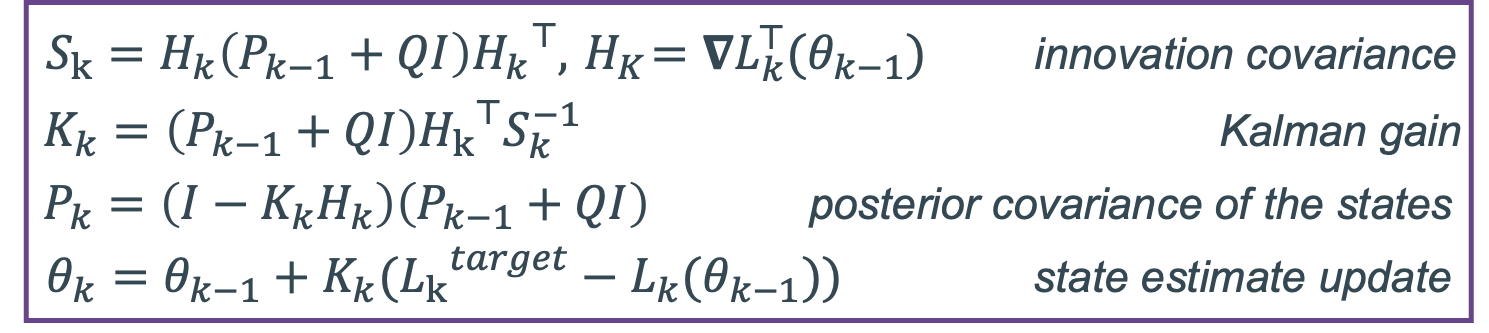 S_k = H_k(P_{k−1} + QI)H_k^⊤, H_K = ∇L_k^⊤(θ_{k−1}) innovation covariance
K_k = (P_{k−1} + QI)H_k^⊤S_k^{−1} Kalman gain
P_k = (I − K_kH_k)(P_{k−1} + QI) posterior covariance of the states
θ_k = θ_{k−1} + K_k(L_k^{target} − L_k(θ_{k−1})) state estimate update